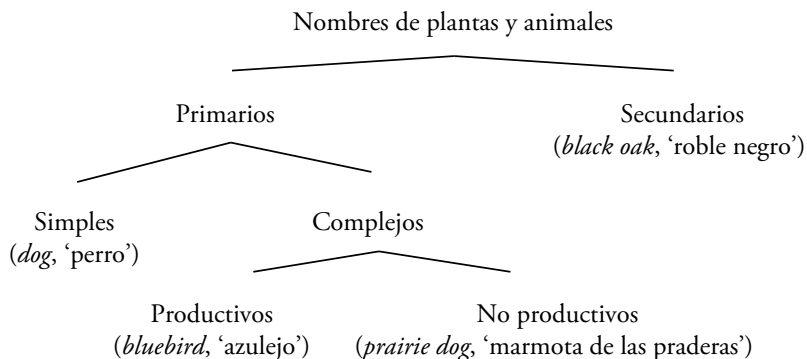 Nombres de plantas y animales
Primarios
Secundarios
(black oak, ‘roble negro’)
Simples
(dog, ‘perro’)
Complejos
Productivos
(bluebird, ‘azulejo’)
No productivos
(prairie dog, ‘marmota de las praderas’)